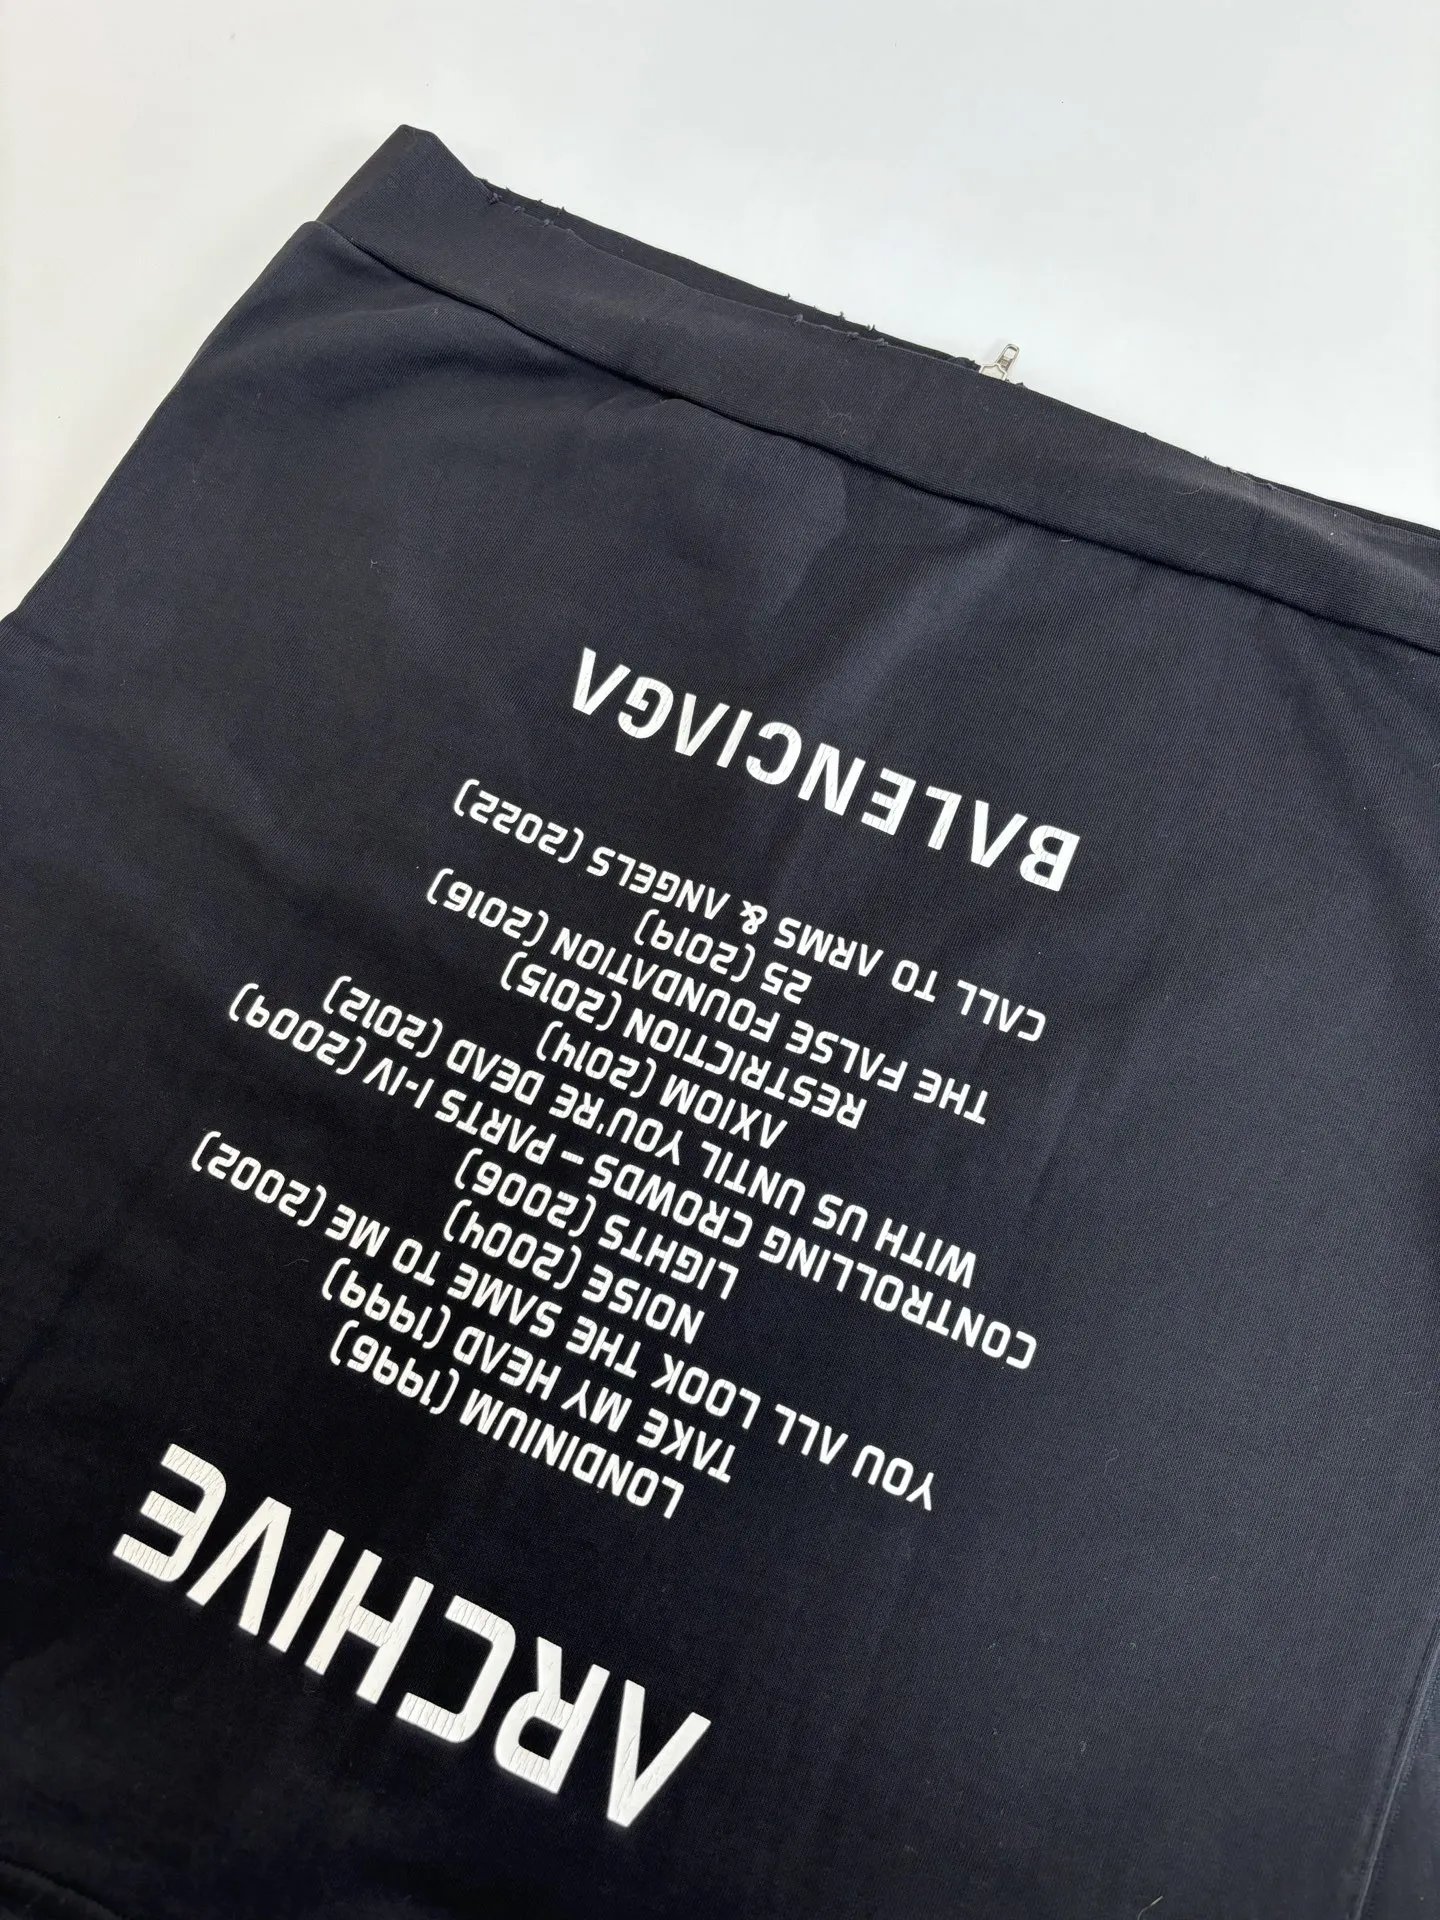 ARCHIVE
LONDINIUM (1996)
TAKE MY HEAD (1999)
YOU ALL LOOK THE SAME TO ME (2002)
NOISE (2004)
LIGHTS (2006)
CONTROLLING CROWDS – PARTS I-IV (2009)
WITH US UNTIL YOU'RE DEAD (2012)
AXIOM (2014)
RESTRICTION (2015)
THE FALSE FOUNDATION (2016)
25 (2019)
CALL TO ARMS & ANGELS (2022)
BALENCIAGA